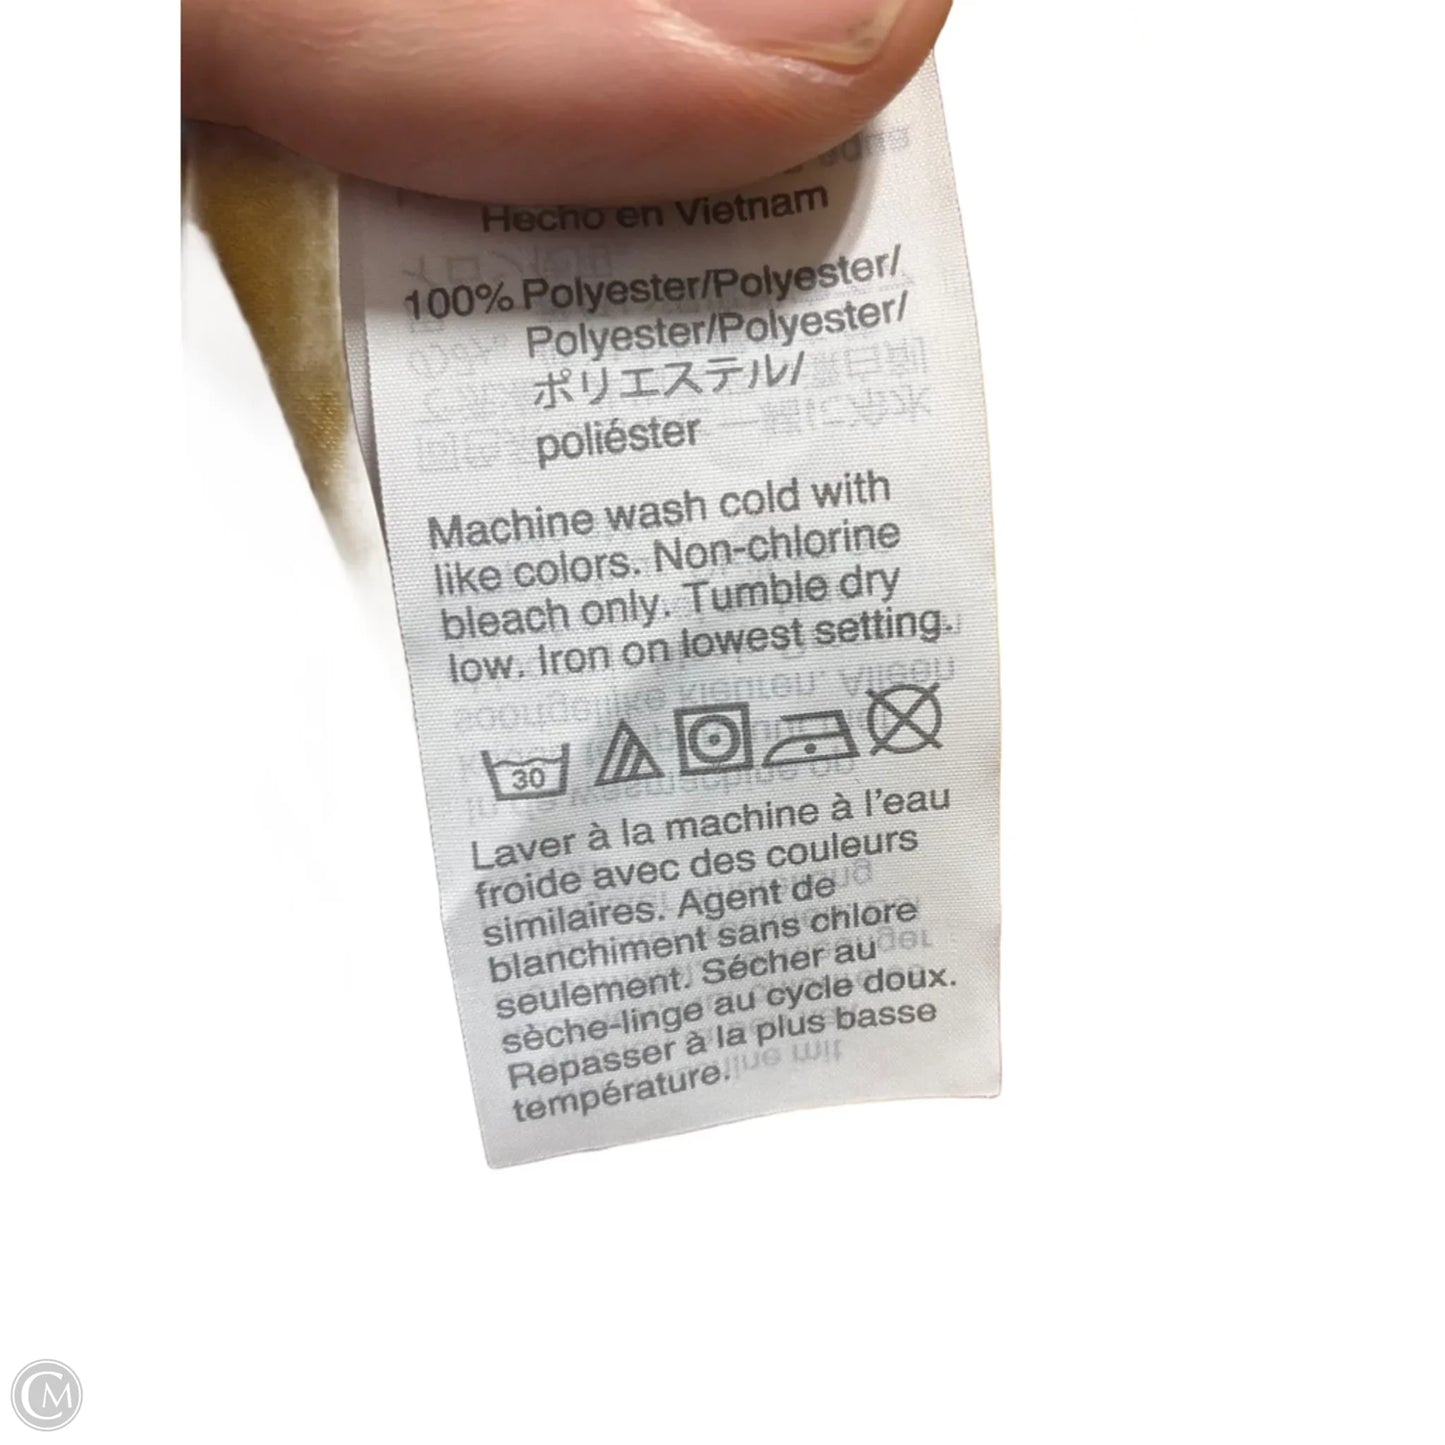 Hecho en Vietnam
100% Polyester/Polyester/
Polyester/Polyester/
ポリエステル/
poliéster
Machine wash cold with
like colors. Non-chlorine
bleach only. Tumble dry
low. Iron on lowest setting.
30
Laver à la machine à l'eau
froide avec des couleurs
similaires. Agent de
blanchiment sans chlore
seulement. Sécher au
sèche-linge au cycle doux.
Repasser à la plus basse
température.
CM